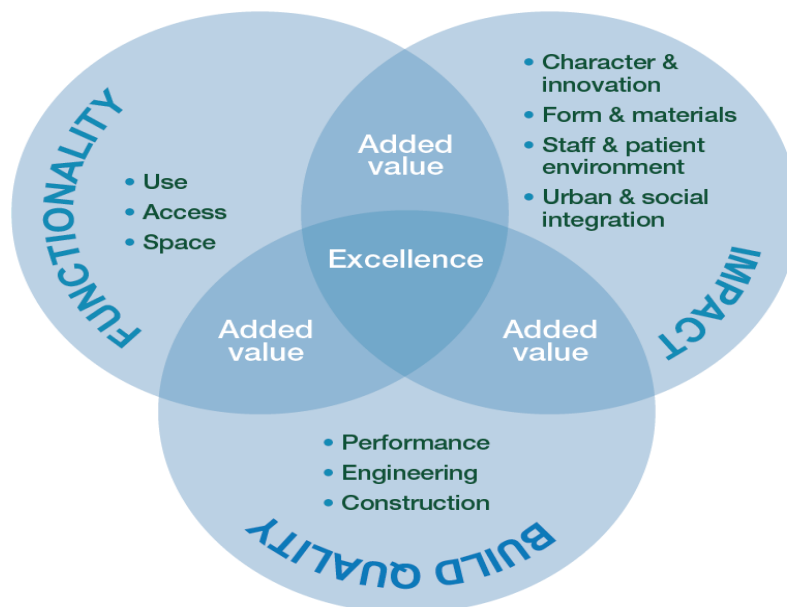 FUNCTIONALITY
• Use
• Access
• Space
Added
value
• Character &
innovation
• Form & materials
• Staff & patient
environment
• Urban & social
integration
IMPACT
Excellence
Added
value
Added
value
• Performance
• Engineering
• Construction
BUILD QUALITY